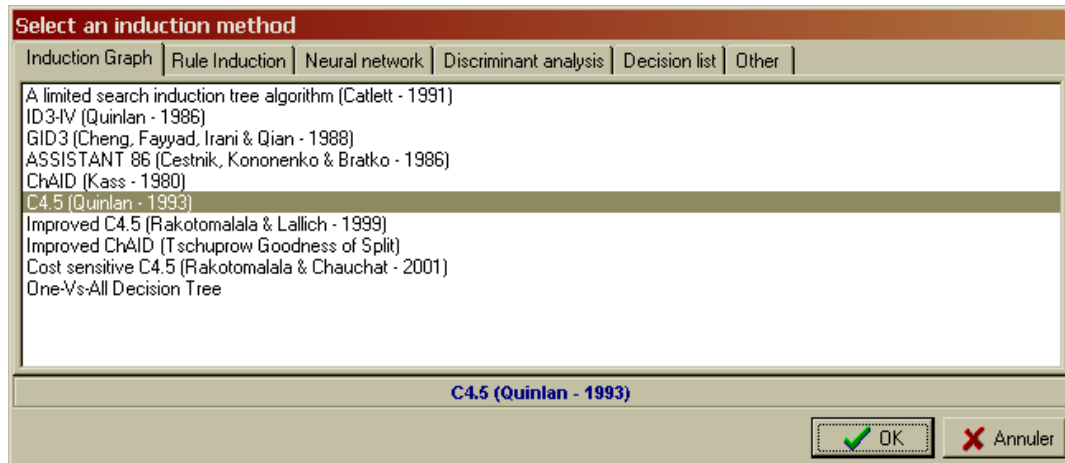 Select an induction method
Induction Graph Rule Induction Neural network Discriminant analysis Decision list Other
A limited search induction tree algorithm (Catlett - 1991)
ID3-IV (Quinlan - 1986)
GID3 (Cheng, Fayyad, Irani & Qian - 1988)
ASSISTANT 86 (Cestnik, Kononenko & Bratko - 1986)
ChAID (Kass - 1980)
C4.5 (Quinlan - 1993)
Improved C4.5 (Rakotomalala & Lallich - 1999)
Improved ChAID (Tschuprow Goodness of Split)
Cost sensitive C4.5 (Rakotomalala & Chauchat - 2001)
One-Vs-All Decision Tree
C4.5 (Quinlan - 1993)
OK Annuler